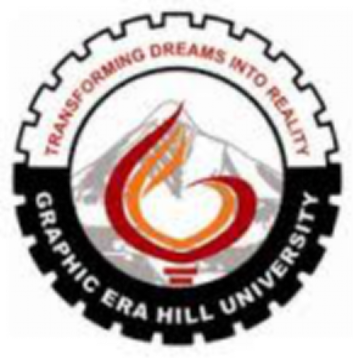 TRANSFORMING DREAMS INTO REALITY
GRAPHIC ERA HILL UNIVERSITY